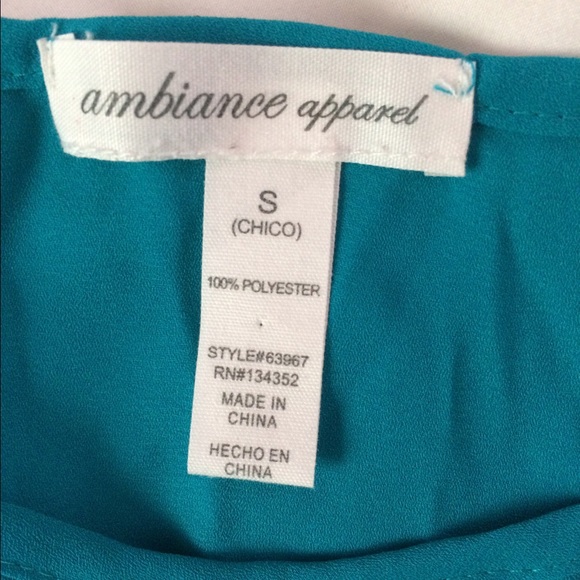 ambiance apparel
S
(CHICO)
100% POLYESTER
STYLE#63967
RN#134352
MADE IN
CHINA
HECHO EN
CHINA